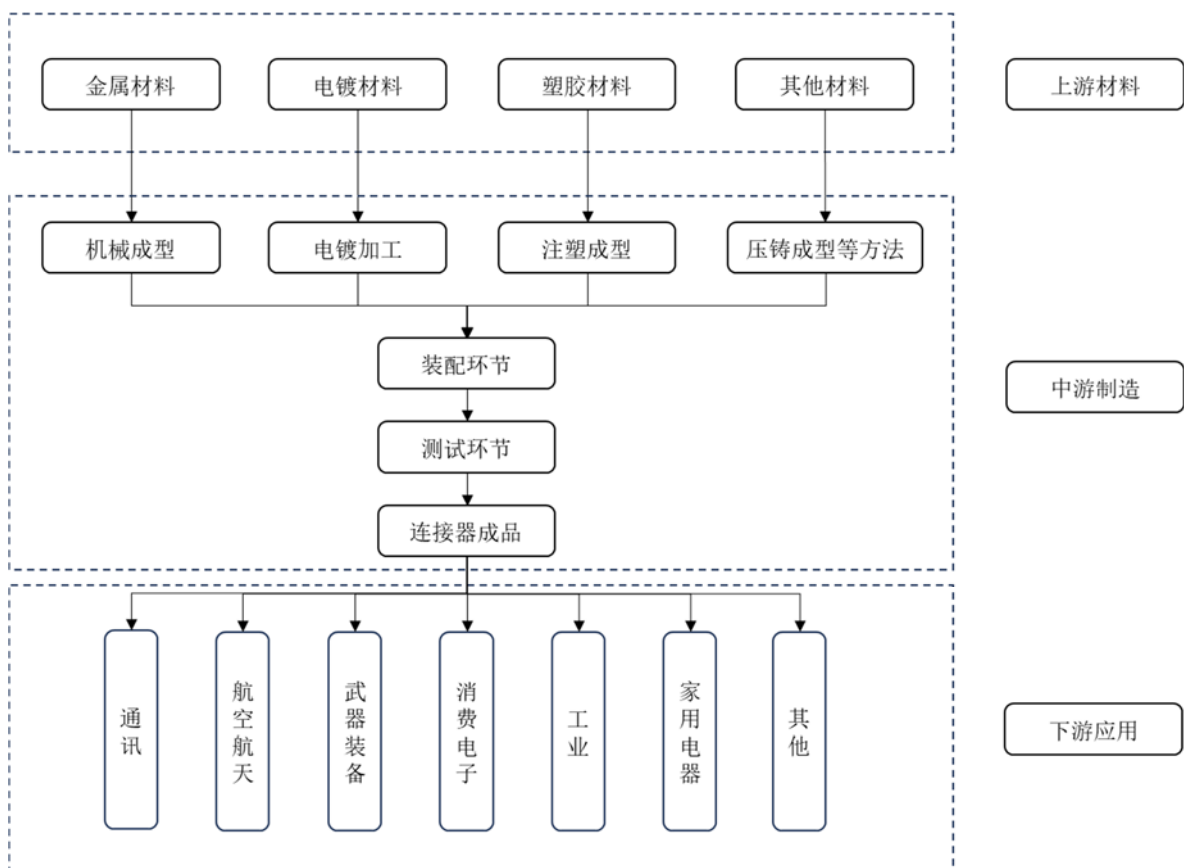 金属材料
电镀材料
塑胶材料
其他材料
上游材料
机械成型
电镀加工
注塑成型
压铸成型等方法
装配环节
中游制造
测试环节
连接器成品
通讯
航空航天
武器装备
消费电子
工业
家用电器
其他
下游应用